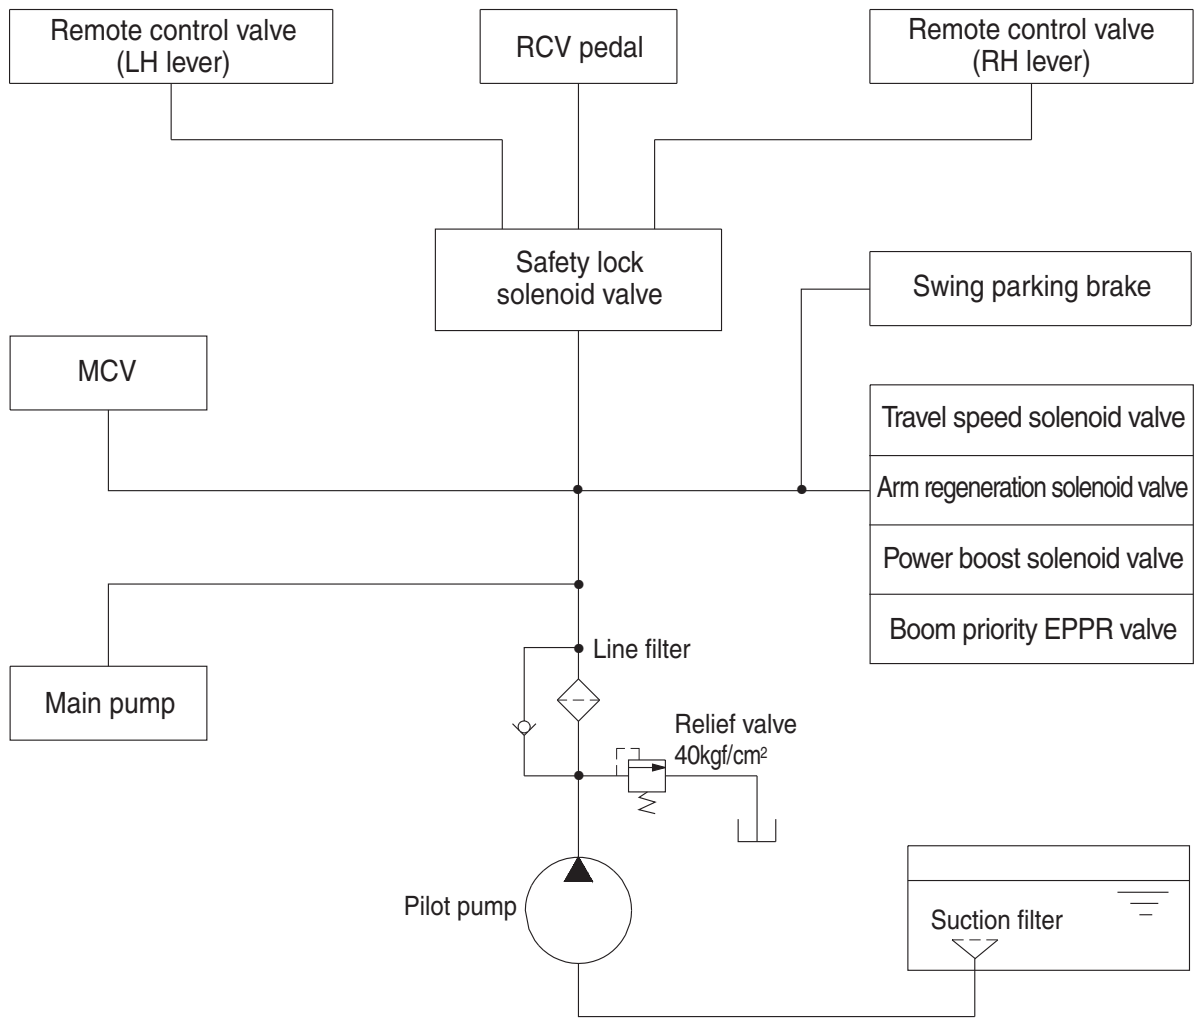 Remote control valve
(LH lever)
RCV pedal
Remote control valve
(RH lever)
Safety lock
solenoid valve
Swing parking brake
MCV
Travel speed solenoid valve
Arm regeneration solenoid valve
Power boost solenoid valve
Boom priority EPPR valve
Line filter
Main pump
Relief valve
40kgf/cm²
Pilot pump
Suction filter